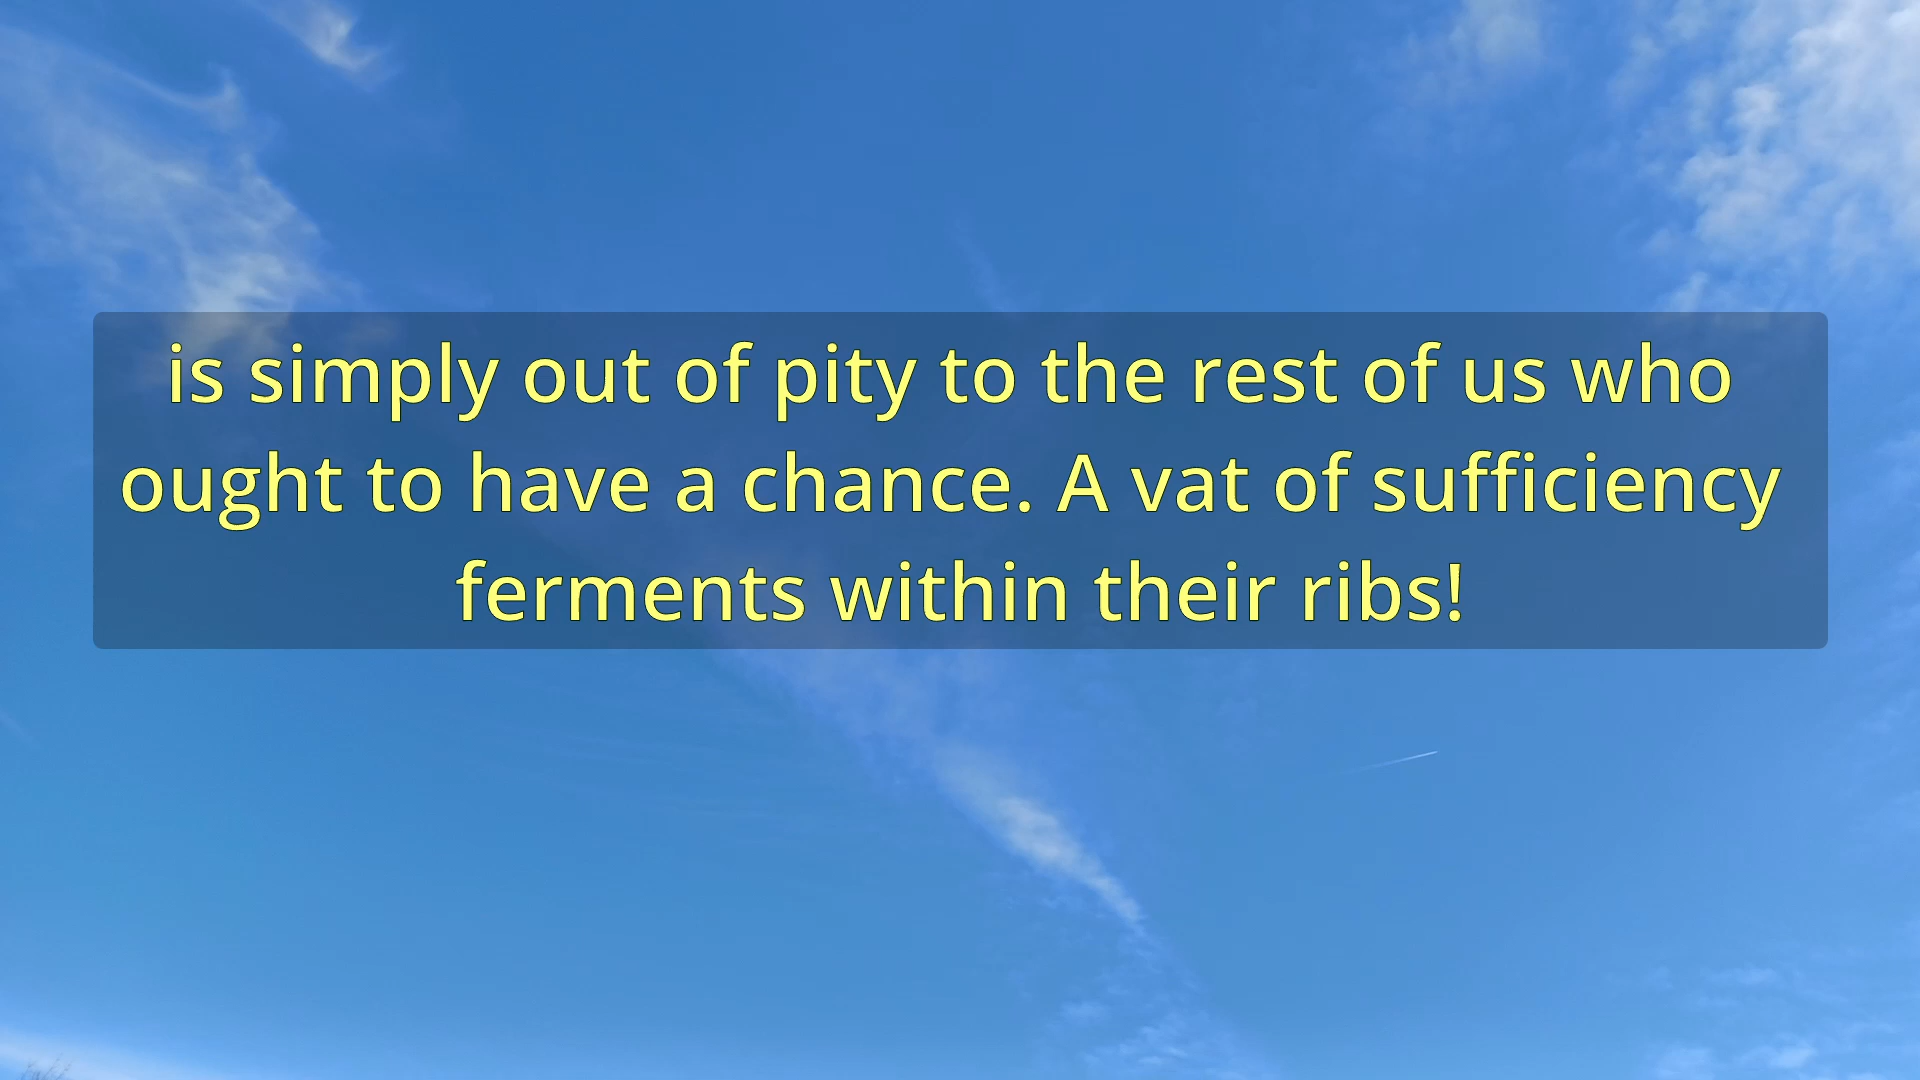 is simply out of pity to the rest of us who
ought to have a chance. A vat of sufficiency
ferments within their ribs!